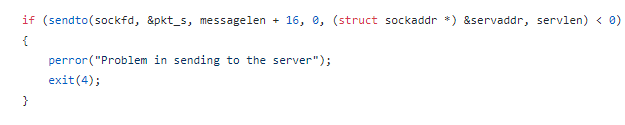 if (sendto(sockfd, &pkt_s, messagelen + 16, 0, (struct sockaddr *) &servaddr, servlen) < 0)
{
    perror("Problem in sending to the server");
    exit(4);
}